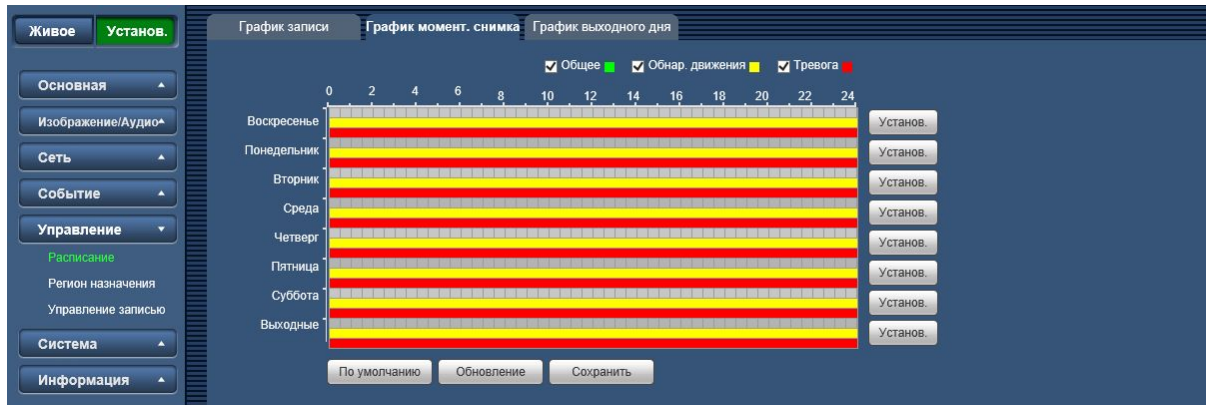 Живое Установ.
Основная
Изображение/Аудио
Сеть
Событие
Управление
Расписание
Регион назначения
Управление записью
Система
Информация
График записи График момент. снимка График выходного дня
Общее Обнар. движения Тревога
0 2 4 6 8 10 12 14 16 18 20 22 24
Воскресенье Установ.
Понедельник Установ.
Вторник Установ.
Среда Установ.
Четверг Установ.
Пятница Установ.
Суббота Установ.
Выходные Установ.
По умолчанию Обновление Сохранить